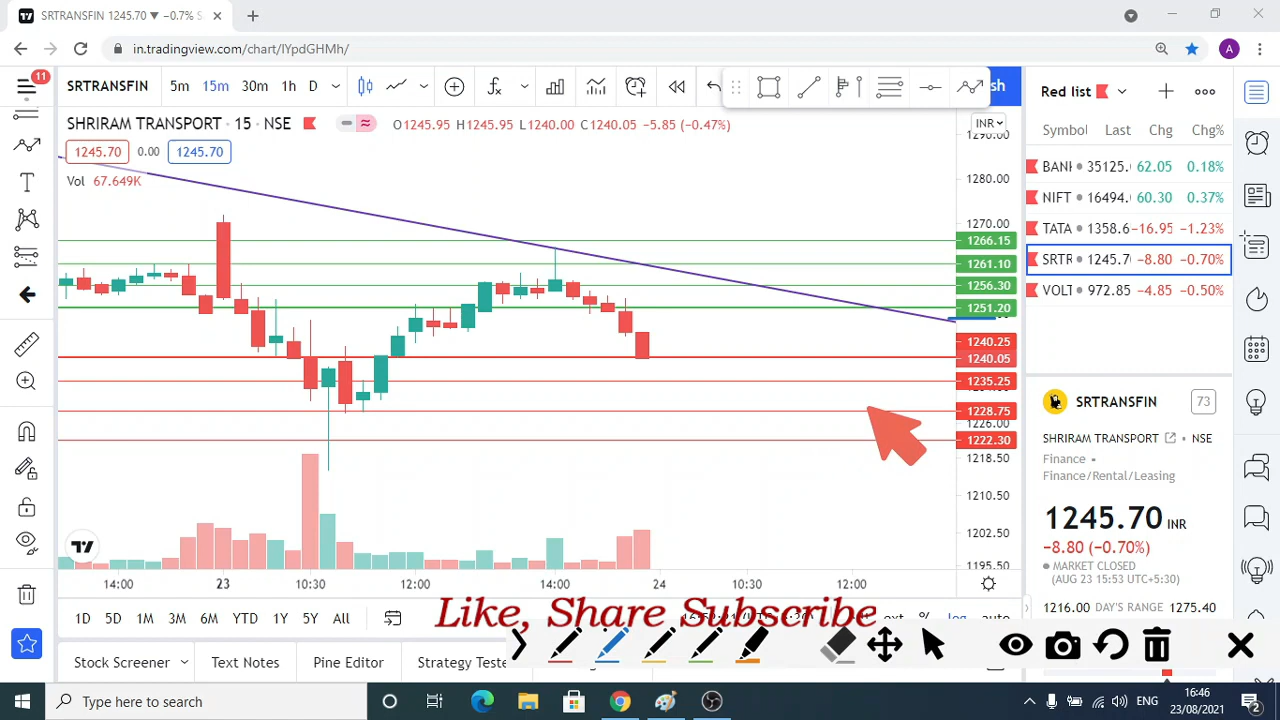 SRTRANSFIN 1245.70 ▼ −0.7%
in.tradingview.com/chart/IYpdGHMh/
A
11
SRTRANSFIN 5m 15m 30m 1h D
Red list
SHRIRAM TRANSPORT · 15 · NSE
O1245.95 H1245.95 L1240.00 C1240.05 −5.85 (−0.47%)
INR
1245.70 0.00 1245.70
Vol 67.649K
1290.00
1280.00
1270.00
1266.15
1261.10
1256.30
1251.20
1240.25
1240.05
1235.25
1228.75
1226.00
1222.30
1218.50
1210.50
1202.50
1195.50
Symbol Last Chg Chg%
BANK 35125. 62.05 0.18%
NIFT 16494. 60.30 0.37%
TATA 1358.6 −16.95 −1.23%
SRTR 1245.70 −8.80 −0.70%
VOLT 972.85 −4.85 −0.50%
SRTRANSFIN 73
SHRIRAM TRANSPORT · NSE
Finance
Finance/Rental/Leasing
1245.70 INR
−8.80 (−0.70%)
MARKET CLOSED
(AUG 23 15:53 UTC+5:30)
1216.00 DAY'S RANGE 1275.40
14:00 23 10:30 12:00 14:00 24 10:30 12:00
1D 5D 1M 3M 6M YTD 1Y 5Y All
% log auto
Like, Share Subscribe
Stock Screener Text Notes Pine Editor Strategy Teste
Type here to search
ENG
16:46
23/08/2021
2